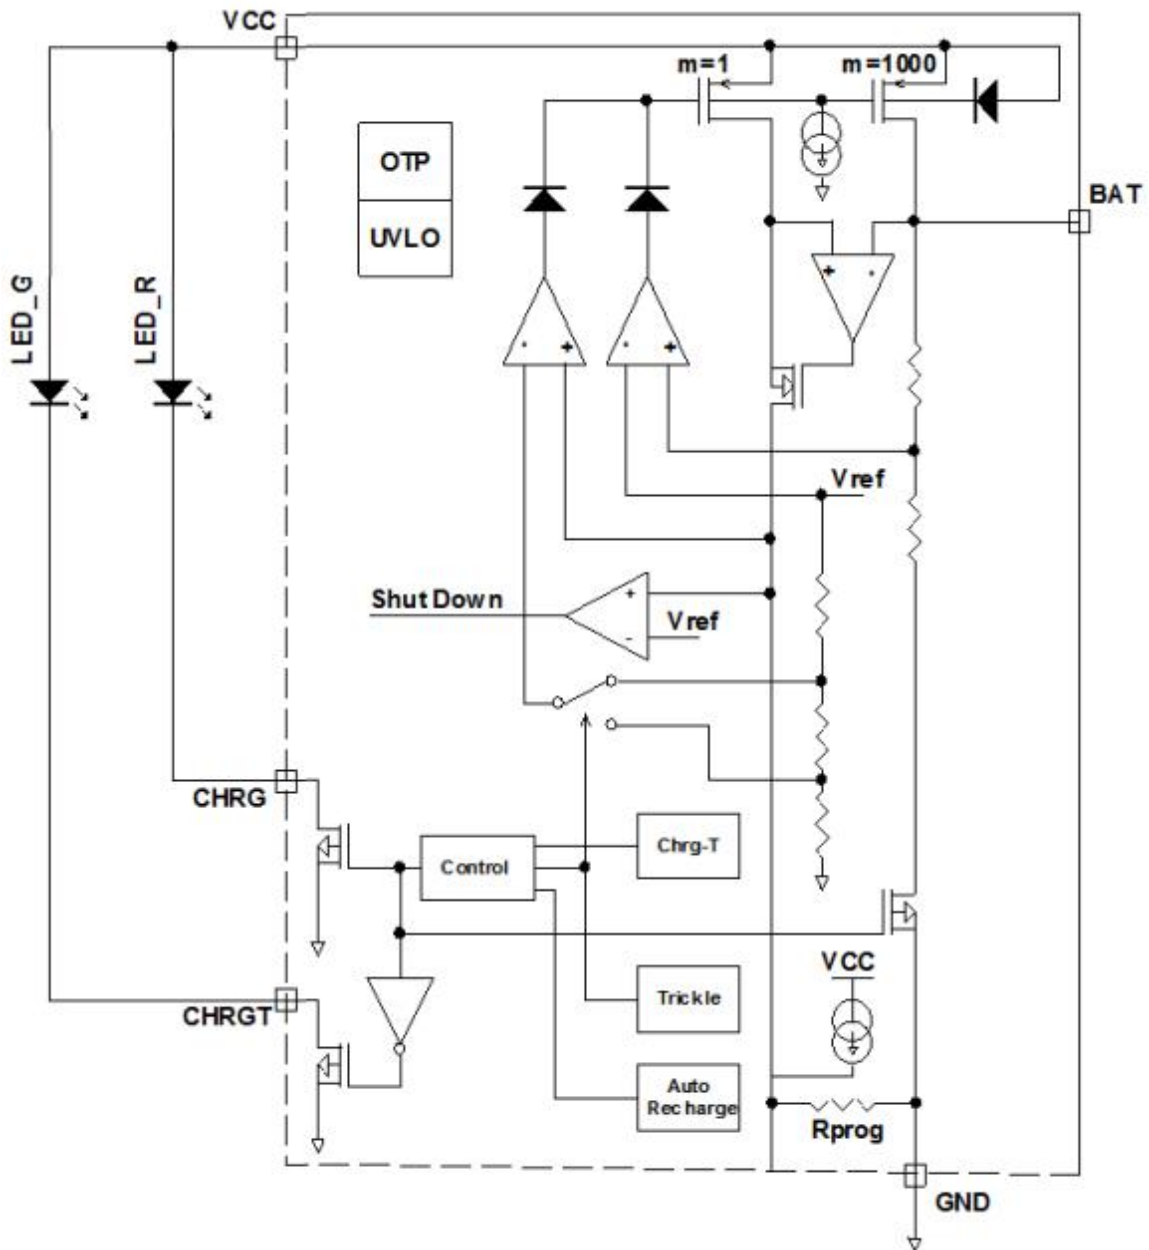 VCC
m=1
m=1000
OTP
BAT
UVLO
LED_G
LED_R
+
-
-
+
-
+
Vref
+
Shut Down
Vref
-
CHRG
Chrg-T
Control
VCC
Trickle
CHRGT
Auto
Recharge
Rprog
GND